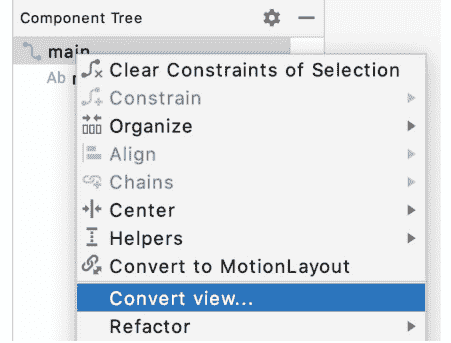 Component Tree
main
Ab
Clear Constraints of Selection
Constrain
Organize
Align
Chains
Center
Helpers
Convert to MotionLayout
Convert view...
Refactor